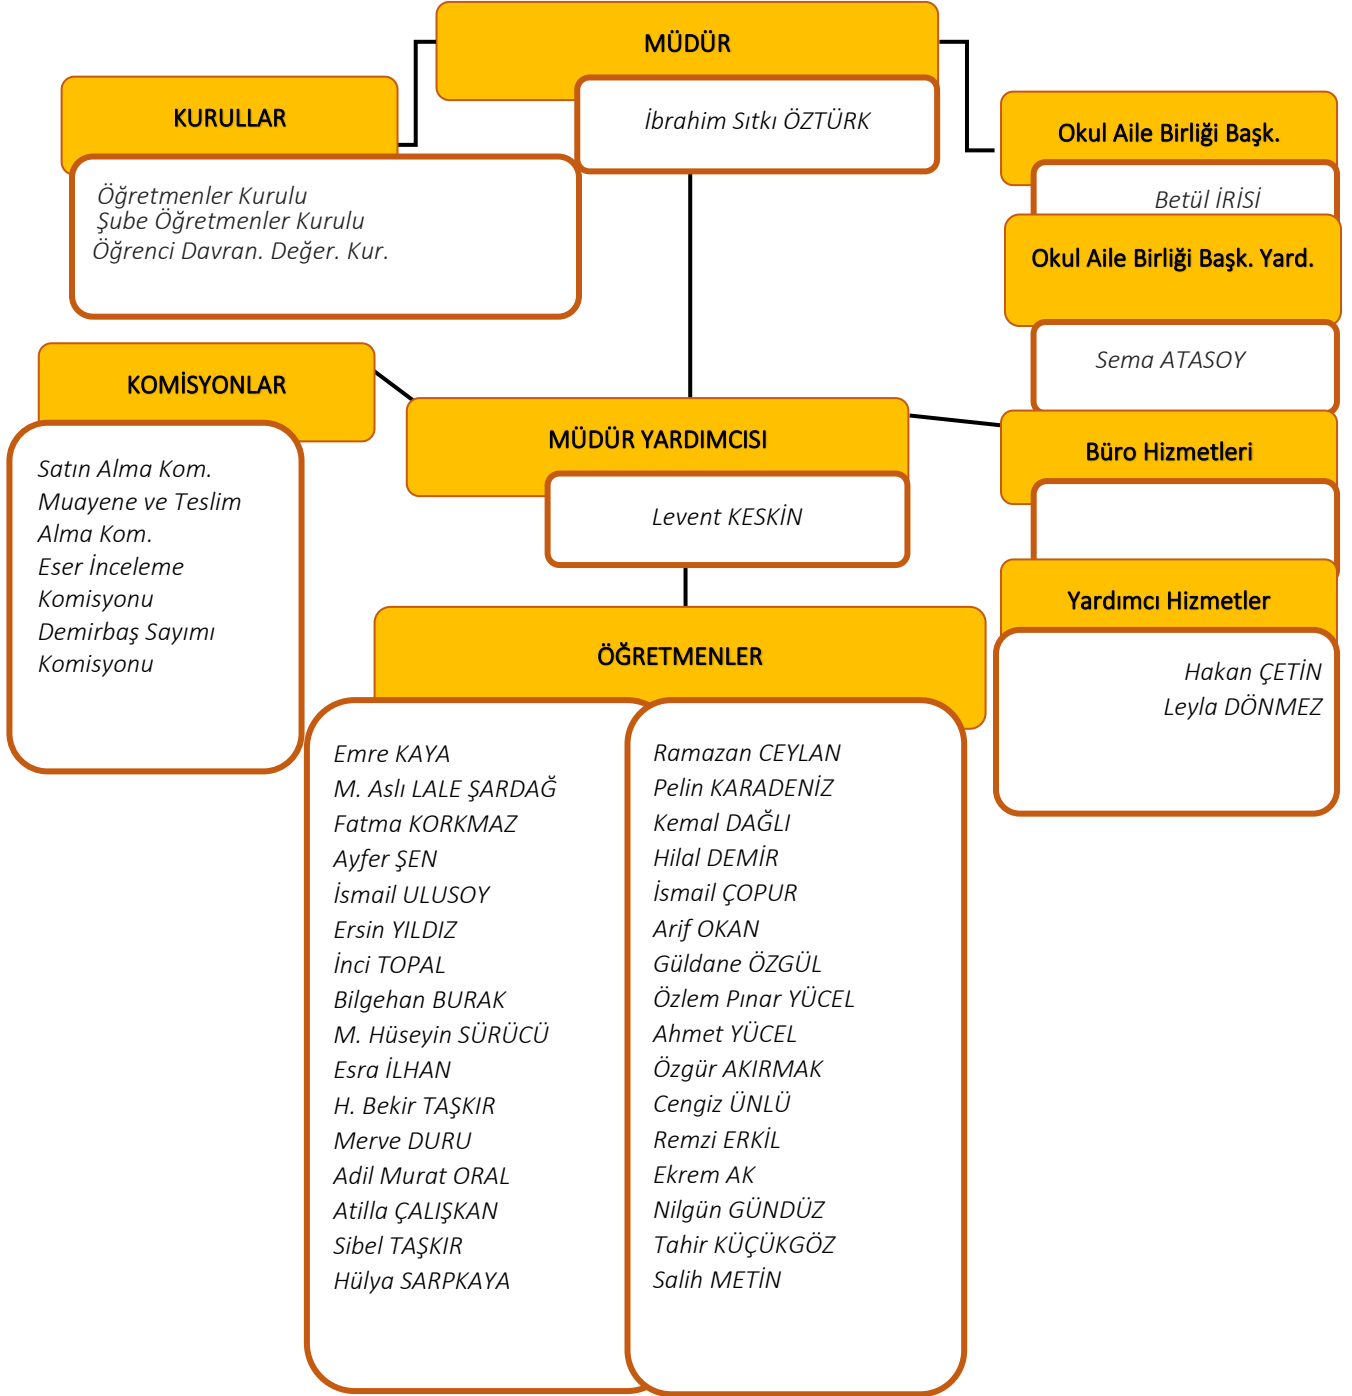 MÜDÜR
İbrahim Sıtkı ÖZTÜRK
KURULLAR
Öğretmenler Kurulu
Şube Öğretmenler Kurulu
Öğrenci Davran. Değer. Kur.
Okul Aile Birliği Başk.
Betül İRİSİ
Okul Aile Birliği Başk. Yard.
Sema ATASOY
KOMİSYONLAR
Satın Alma Kom.
Muayene ve Teslim
Alma Kom.
Eser İnceleme
Komisyonu
Demirbaş Sayımı
Komisyonu
MÜDÜR YARDIMCISI
Levent KESKİN
Büro Hizmetleri
Yardımcı Hizmetler
Hakan ÇETİN
Leyla DÖNMEZ
ÖĞRETMENLER
Emre KAYA
M. Aslı LALE ŞARDAĞ
Fatma KORKMAZ
Ayfer ŞEN
İsmail ULUSOY
Ersin YILDIZ
İnci TOPAL
Bilgehan BURAK
M. Hüseyin SÜRÜCÜ
Esra İLHAN
H. Bekir TAŞKIR
Merve DURU
Adil Murat ORAL
Atilla ÇALIŞKAN
Sibel TAŞKIR
Hülya SARPKAYA
Ramazan CEYLAN
Pelin KARADENİZ
Kemal DAĞLI
Hilal DEMİR
İsmail ÇOPUR
Arif OKAN
Güldane ÖZGÜL
Özlem Pınar YÜCEL
Ahmet YÜCEL
Özgür AKIRMAK
Cengiz ÜNLÜ
Remzi ERKİL
Ekrem AK
Nilgün GÜNDÜZ
Tahir KÜÇÜKGÖZ
Salih METİN